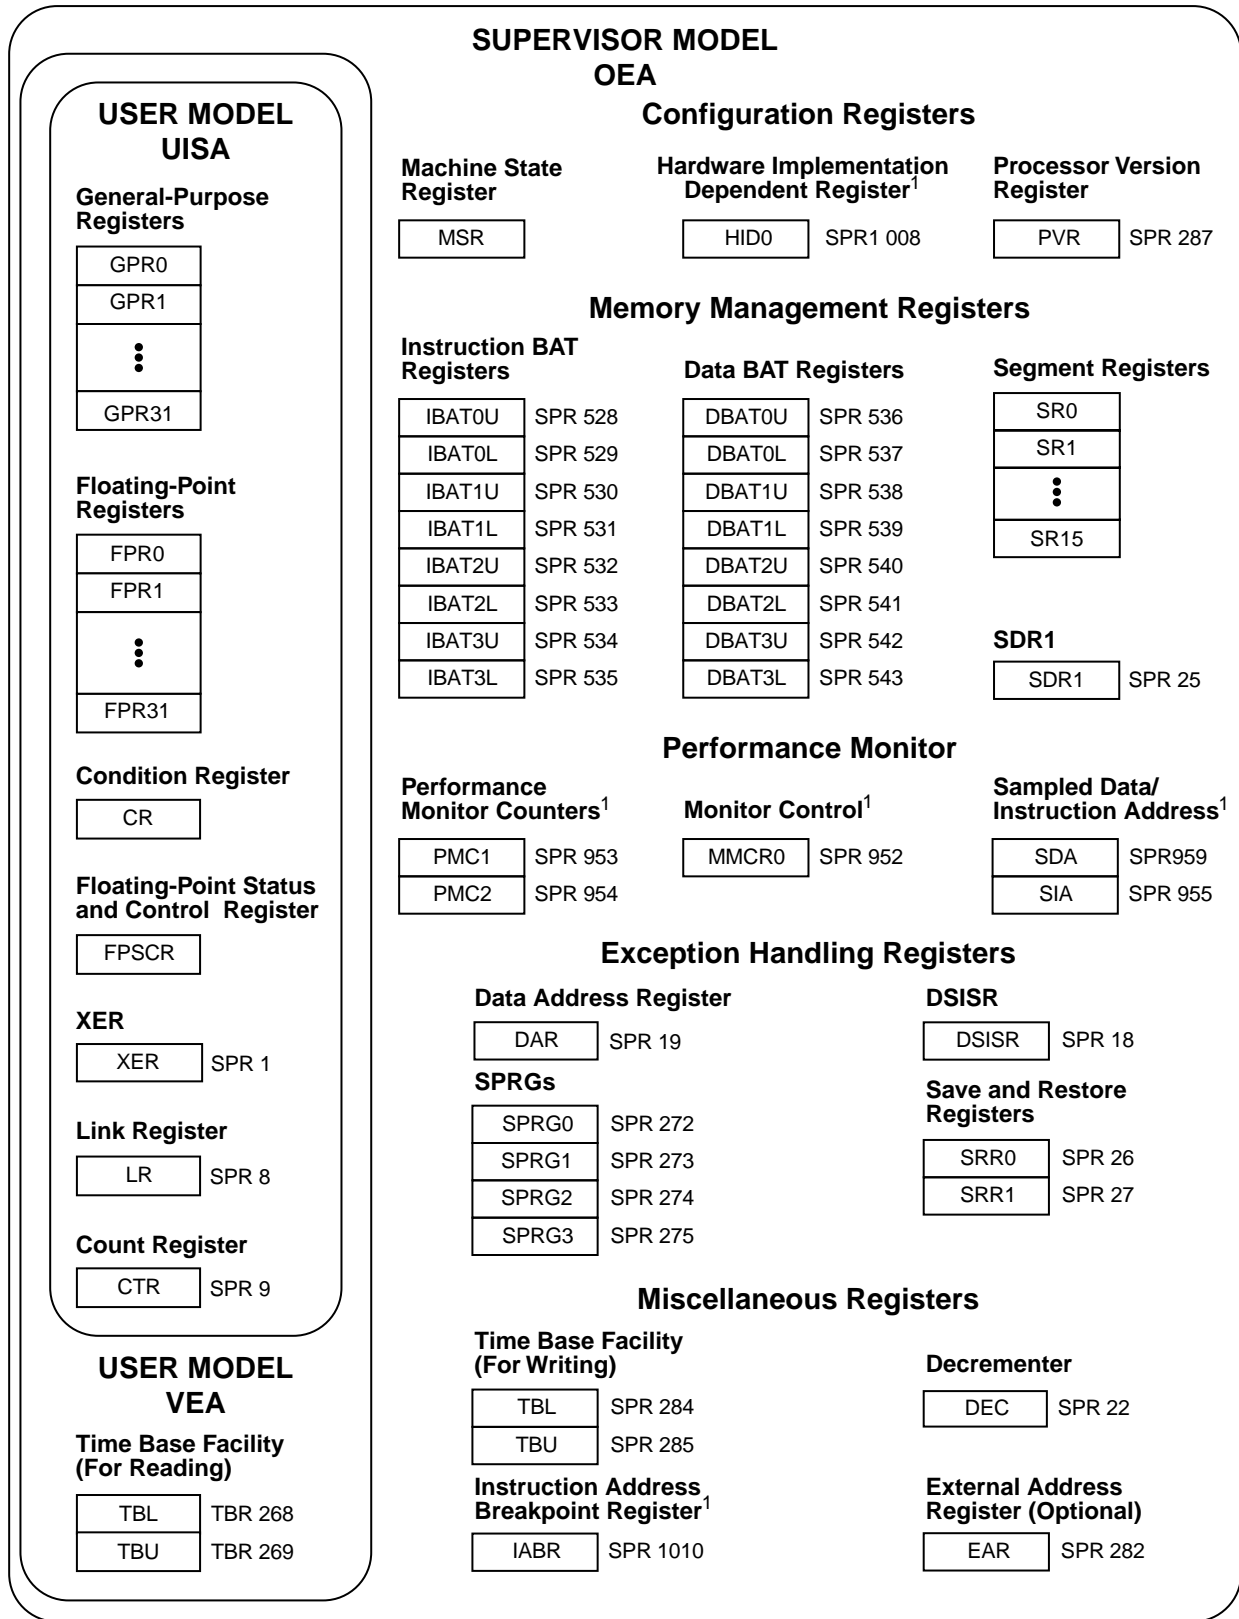 SUPERVISOR MODEL
OEA
USER MODEL
UISA
General-Purpose
Registers
GPR0
GPR1
GPR31
Floating-Point
Registers
FPR0
FPR1
FPR31
Condition Register
CR
Floating-Point Status
and Control Register
FPSCR
XER
XER SPR 1
Link Register
LR SPR 8
Count Register
CTR SPR 9
USER MODEL
VEA
Time Base Facility
(For Reading)
TBL TBR 268
TBU TBR 269
Configuration Registers
Machine State
Register
MSR
Hardware Implementation
Dependent Register1
HID0 SPR1 008
Processor Version
Register
PVR SPR 287
Memory Management Registers
Instruction BAT
Registers
IBAT0U SPR 528
IBAT0L SPR 529
IBAT1U SPR 530
IBAT1L SPR 531
IBAT2U SPR 532
IBAT2L SPR 533
IBAT3U SPR 534
IBAT3L SPR 535
Data BAT Registers
DBAT0U SPR 536
DBAT0L SPR 537
DBAT1U SPR 538
DBAT1L SPR 539
DBAT2U SPR 540
DBAT2L SPR 541
DBAT3U SPR 542
DBAT3L SPR 543
Segment Registers
SR0
SR1
SR15
SDR1
SDR1 SPR 25
Performance Monitor
Performance
Monitor Counters1
PMC1 SPR 953
PMC2 SPR 954
Monitor Control1
MMCR0 SPR 952
Sampled Data/
Instruction Address1
SDA SPR959
SIA SPR 955
Exception Handling Registers
Data Address Register
DAR SPR 19
DSISR
DSISR SPR 18
SPRGs
SPRG0 SPR 272
SPRG1 SPR 273
SPRG2 SPR 274
SPRG3 SPR 275
Save and Restore
Registers
SRR0 SPR 26
SRR1 SPR 27
Miscellaneous Registers
Time Base Facility
(For Writing)
TBL SPR 284
TBU SPR 285
Decrementer
DEC SPR 22
Instruction Address
Breakpoint Register1
IABR SPR 1010
External Address
Register (Optional)
EAR SPR 282